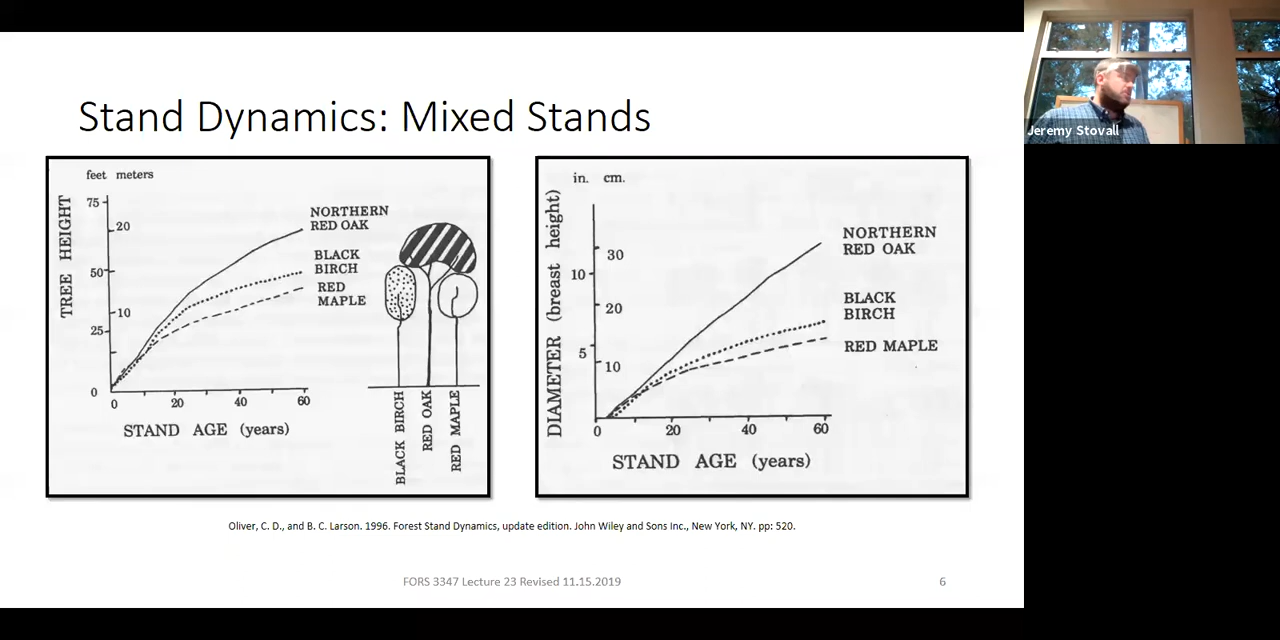 Stand Dynamics: Mixed Stands
feet meters
TREE HEIGHT
75
20
50
10
25
0
0 20 40 60
STAND AGE (years)
NORTHERN
RED OAK
BLACK
BIRCH
RED
MAPLE
BLACK BIRCH
RED OAK
RED MAPLE
in. cm.
DIAMETER (breast height)
30
10
20
5
10
0 20 40 60
STAND AGE (years)
NORTHERN
RED OAK
BLACK
BIRCH
RED MAPLE
Oliver, C. D., and B. C. Larson. 1996. Forest Stand Dynamics, update edition. John Wiley and Sons Inc., New York, NY. pp: 520.
FORS 3347 Lecture 23 Revised 11.15.2019
6
Jeremy Stovall